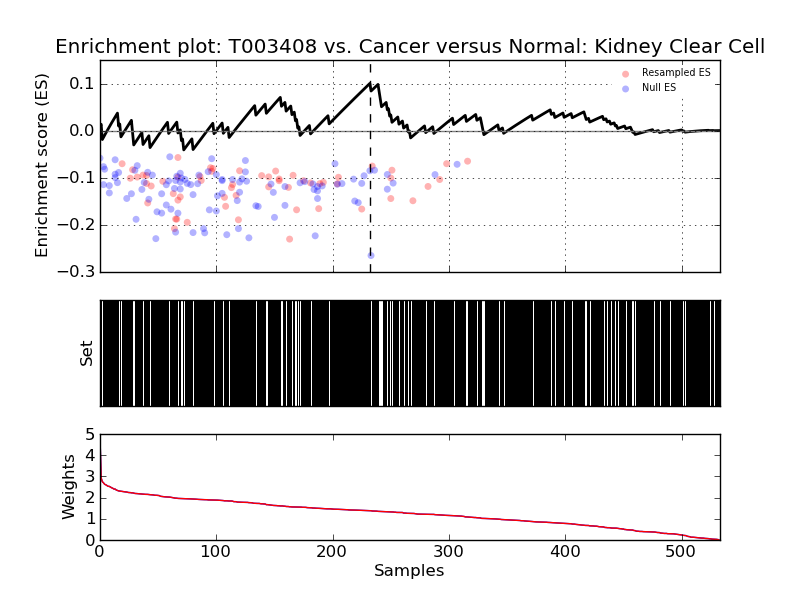 Enrichment plot: T003408 vs. Cancer versus Normal: Kidney Clear Cell
Enrichment score (ES)
0.1
0.0
−0.1
−0.2
−0.3
Resampled ES
Null ES
Set
Weights
5
4
3
2
1
0
0 100 200 300 400 500
Samples